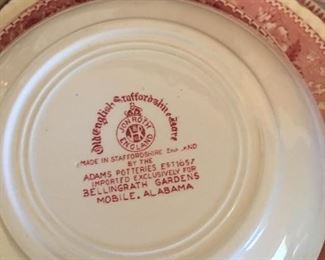 Old English Staffordshire Ware
JONROTH
ENGLAND
MADE IN STAFFORDSHIRE ENGLAND
BY THE
ADAMS POTTERIES EST 1657
IMPORTED EXCLUSIVELY FOR
BELLINGRATH GARDENS
MOBILE, ALABAMA